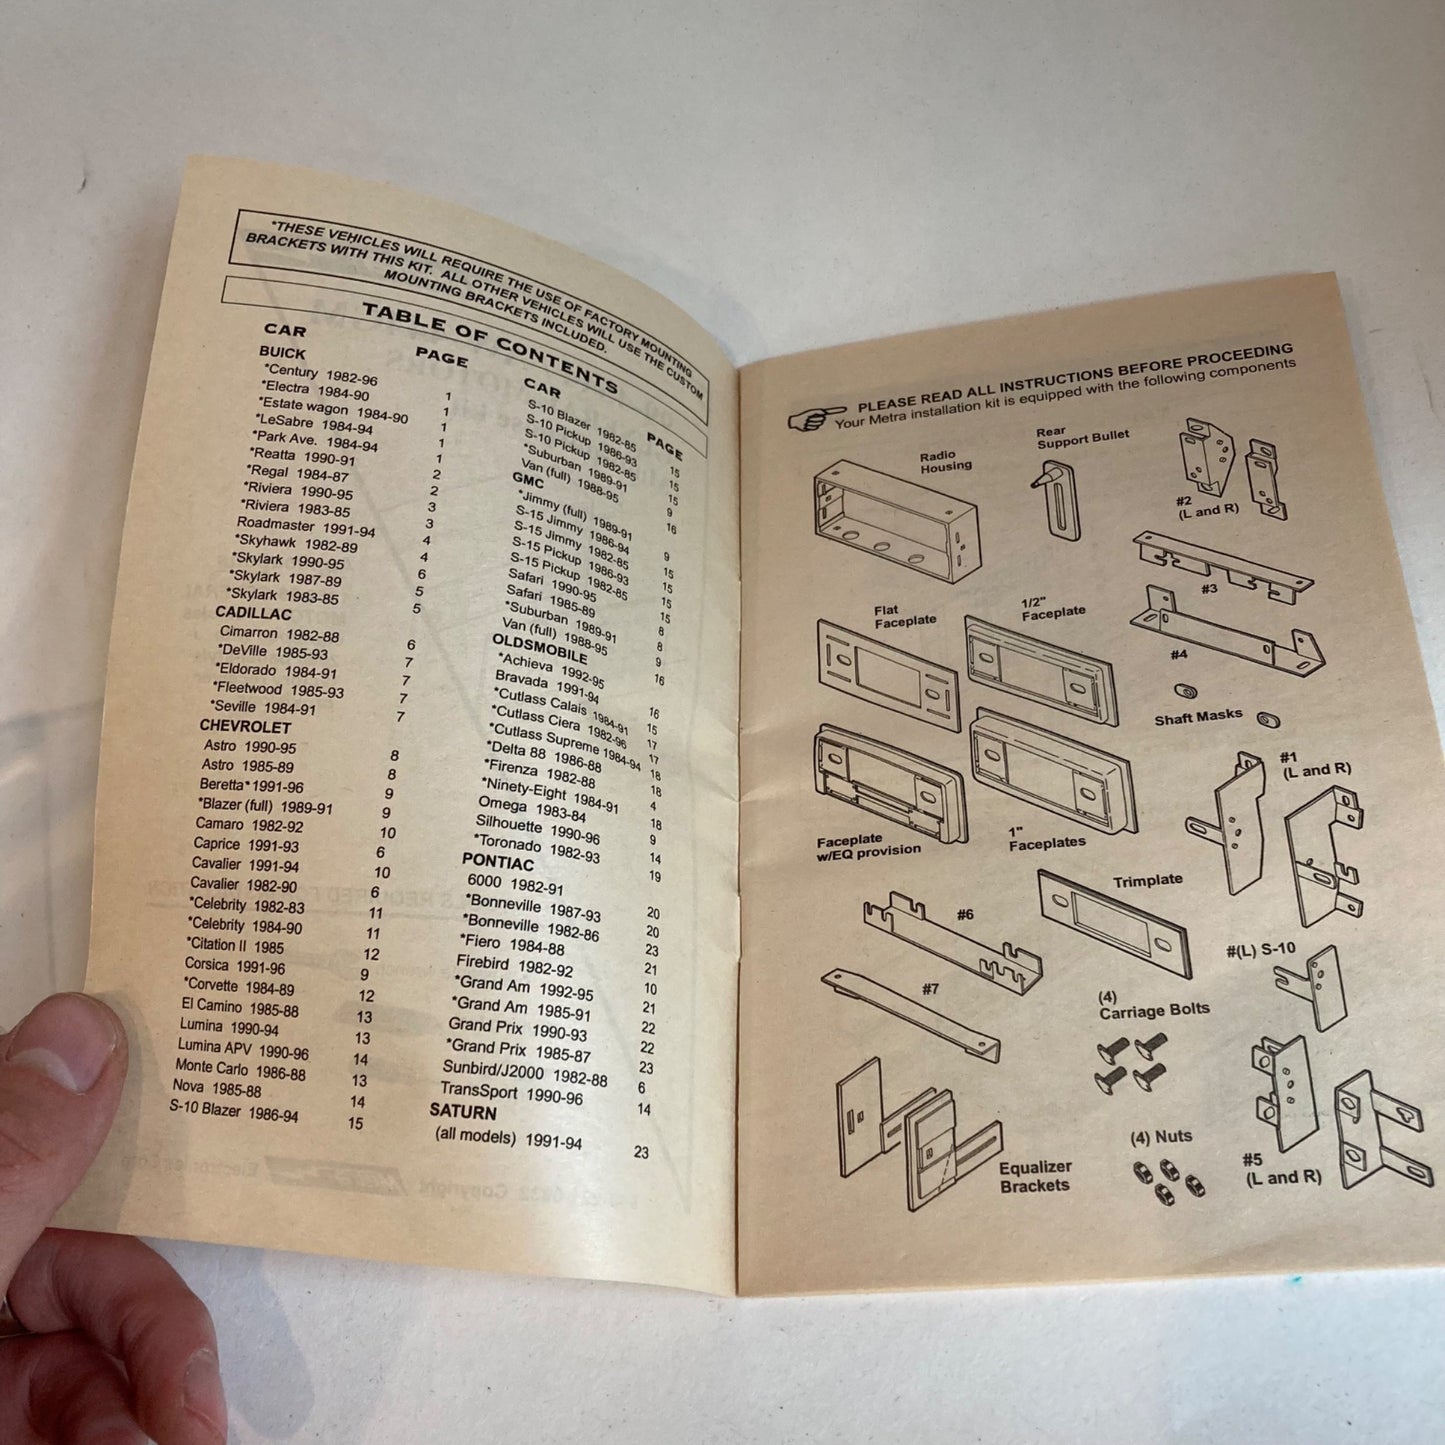 *THESE VEHICLES WILL REQUIRE THE USE OF FACTORY MOUNTING
BRACKETS WITH THIS KIT. ALL OTHER VEHICLES WILL USE THE CUSTOM
MOUNTING BRACKETS INCLUDED.
TABLE OF CONTENTS
CAR PAGE
BUICK
*Century 1982-96 1
*Electra 1984-90 1
*Estate wagon 1984-90 1
*LeSabre 1984-94 1
*Park Ave. 1984-94 1
*Reatta 1990-91 2
*Regal 1984-87 2
*Riviera 1990-95 3
*Riviera 1983-85 3
Roadmaster 1991-94 4
*Skyhawk 1982-89 4
*Skylark 1990-95 6
*Skylark 1987-89 5
*Skylark 1983-85 5
CADILLAC
Cimarron 1982-88 6
*DeVille 1985-93 7
*Eldorado 1984-91 7
*Fleetwood 1985-93 7
*Seville 1984-91 7
CHEVROLET
Astro 1990-95 8
Astro 1985-89 8
Beretta*1991-96 9
*Blazer (full) 1989-91 9
Camaro 1982-92 10
Caprice 1991-93 6
Cavalier 1991-94 10
Cavalier 1982-90 6
*Celebrity 1982-83 11
*Celebrity 1984-90 11
*Citation II 1985 12
Corsica 1991-96 9
*Corvette 1984-89 12
El Camino 1985-88 13
Lumina 1990-94 13
Lumina APV 1990-96 14
Monte Carlo 1986-88 13
Nova 1985-88 14
S-10 Blazer 1986-94 15
CAR PAGE
S-10 Blazer 1982-85 15
S-10 Pickup 1986-93 15
S-10 Pickup 1982-85 15
*Suburban 1989-91 9
Van (full) 1988-95 16
GMC
*Jimmy (full) 1989-91 9
S-15 Jimmy 1986-94 15
S-15 Jimmy 1982-85 15
S-15 Pickup 1986-93 15
S-15 Pickup 1982-85 15
Safari 1990-95 8
Safari 1985-89 8
*Suburban 1989-91 9
Van (full) 1988-95 16
OLDSMOBILE
*Achieva 1992-95 16
Bravada 1991-94 15
*Cutlass Calais 1984-91 17
*Cutlass Ciera 1982-96 17
*Cutlass Supreme 1984-94 18
*Delta 88 1986-88 18
*Firenza 1982-88 4
*Ninety-Eight 1984-91 18
Omega 1983-84 9
Silhouette 1990-96 14
*Toronado 1982-93 19
PONTIAC
6000 1982-91 20
*Bonneville 1987-93 20
*Bonneville 1982-86 23
*Fiero 1984-88 21
Firebird 1982-92 10
*Grand Am 1992-95 21
*Grand Am 1985-91 22
Grand Prix 1990-93 22
*Grand Prix 1985-87 23
Sunbird/J2000 1982-88 6
TransSport 1990-96 14
SATURN
(all models) 1991-94 23
PLEASE READ ALL INSTRUCTIONS BEFORE PROCEEDING
Your Metra installation kit is equipped with the following components
Radio
Housing
Rear
Support Bullet
#2
(L and R)
#3
Flat
Faceplate
1/2"
Faceplate
#4
Shaft Masks
#1
(L and R)
Faceplate
w/EQ provision
1"
Faceplates
Trimplate
#6
#(L) S-10
#7
(4)
Carriage Bolts
Equalizer
Brackets
(4) Nuts
#5
(L and R)